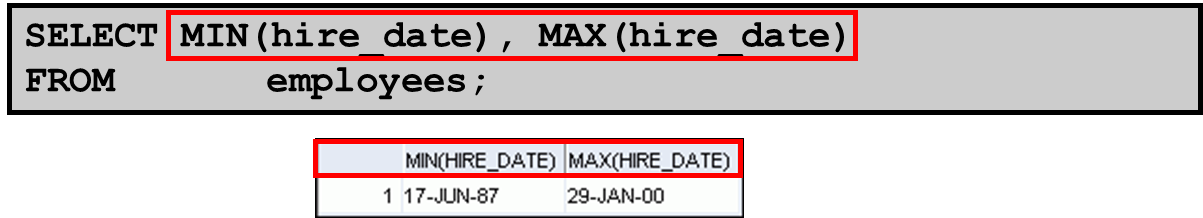 SELECT MIN(hire_date), MAX(hire_date)
FROM employees;
MIN(HIRE_DATE) MAX(HIRE_DATE)
1 17-JUN-87 29-JAN-00